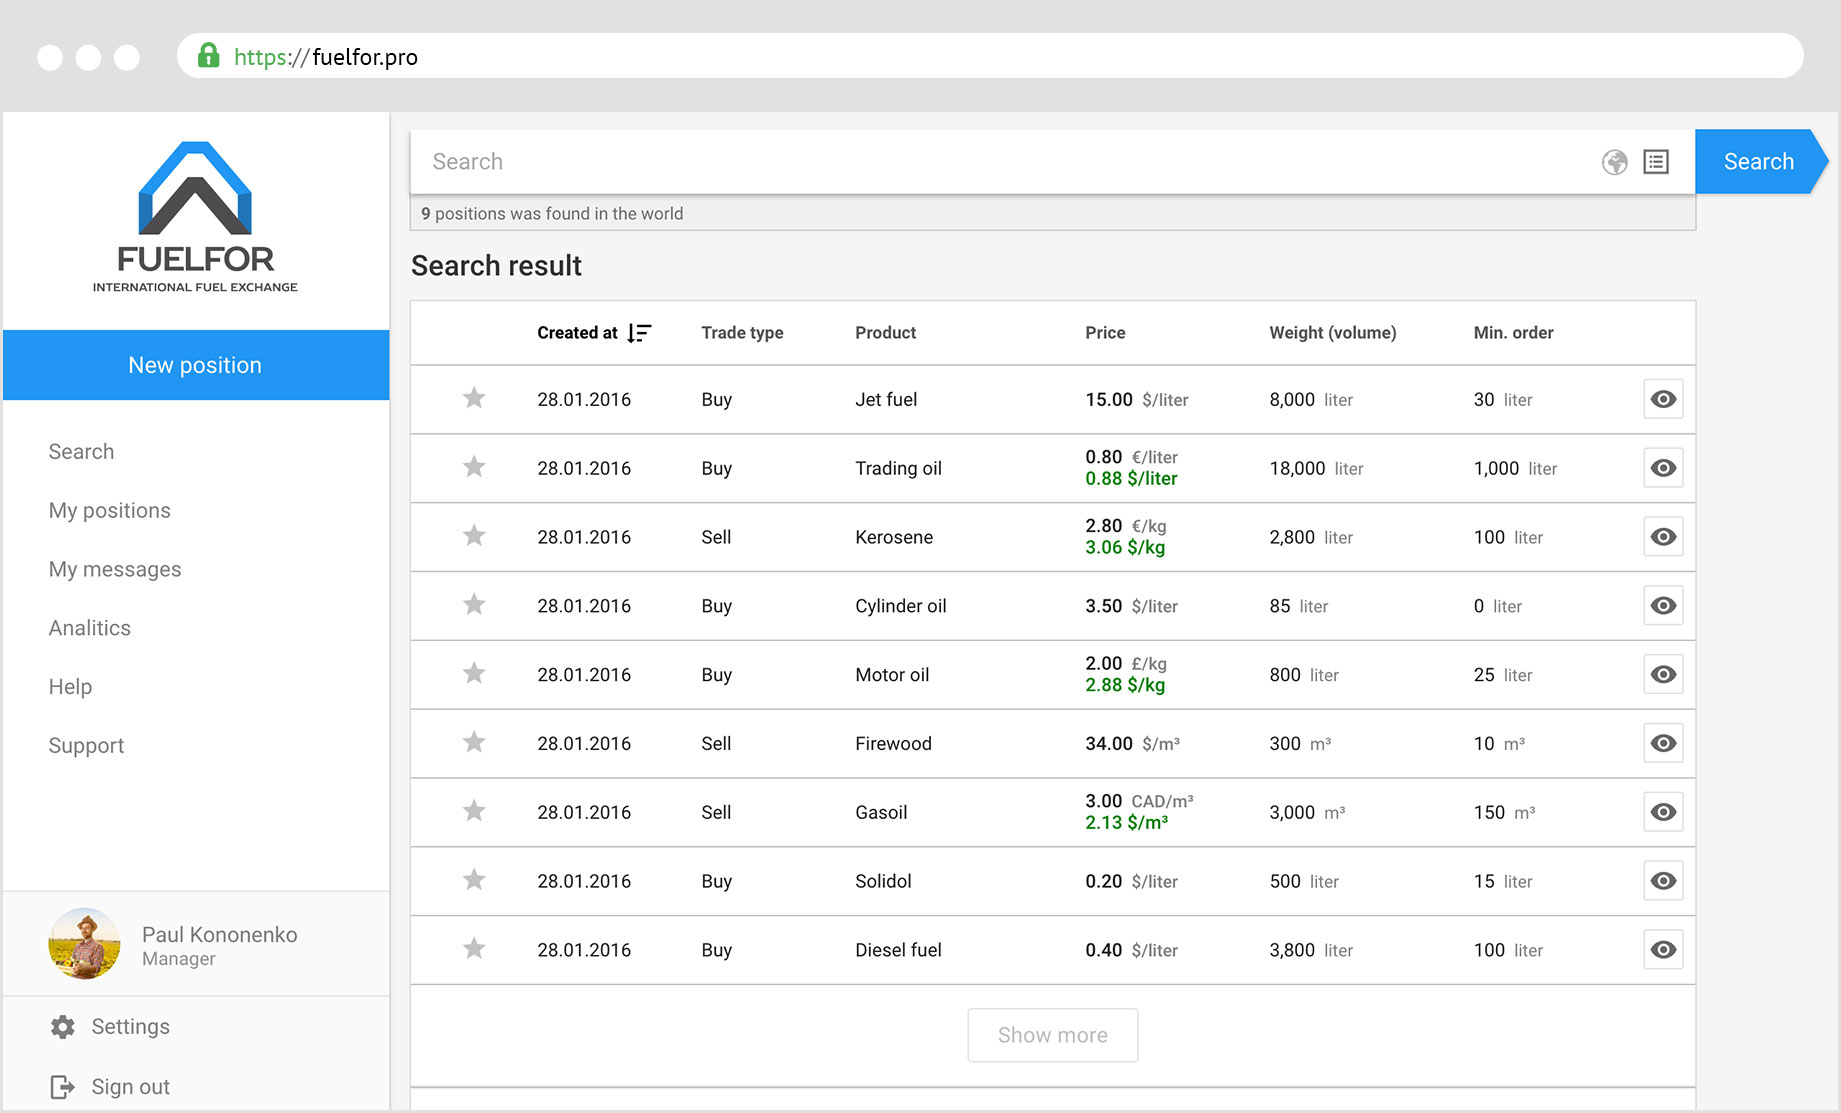 https://fuelfor.pro
FUELFOR
INTERNATIONAL FUEL EXCHANGE
New position
Search
My positions
My messages
Analitics
Help
Support
Paul Kononenko
Manager
Settings
Sign out
Search
Search
9 positions was found in the world
Search result
Created at Trade type Product Price Weight (volume) Min. order
28.01.2016 Buy Jet fuel 15.00 $/liter 8,000 liter 30 liter
28.01.2016 Buy Trading oil 0.80 €/liter 18,000 liter 1,000 liter
0.88 $/liter
28.01.2016 Sell Kerosene 2.80 €/kg 2,800 liter 100 liter
3.06 $/kg
28.01.2016 Buy Cylinder oil 3.50 $/liter 85 liter 0 liter
28.01.2016 Buy Motor oil 2.00 £/kg 800 liter 25 liter
2.88 $/kg
28.01.2016 Sell Firewood 34.00 $/m³ 300 m³ 10 m³
28.01.2016 Sell Gasoil 3.00 CAD/m³ 3,000 m³ 150 m³
2.13 $/m³
28.01.2016 Buy Solidol 0.20 $/liter 500 liter 15 liter
28.01.2016 Buy Diesel fuel 0.40 $/liter 3,800 liter 100 liter
Show more